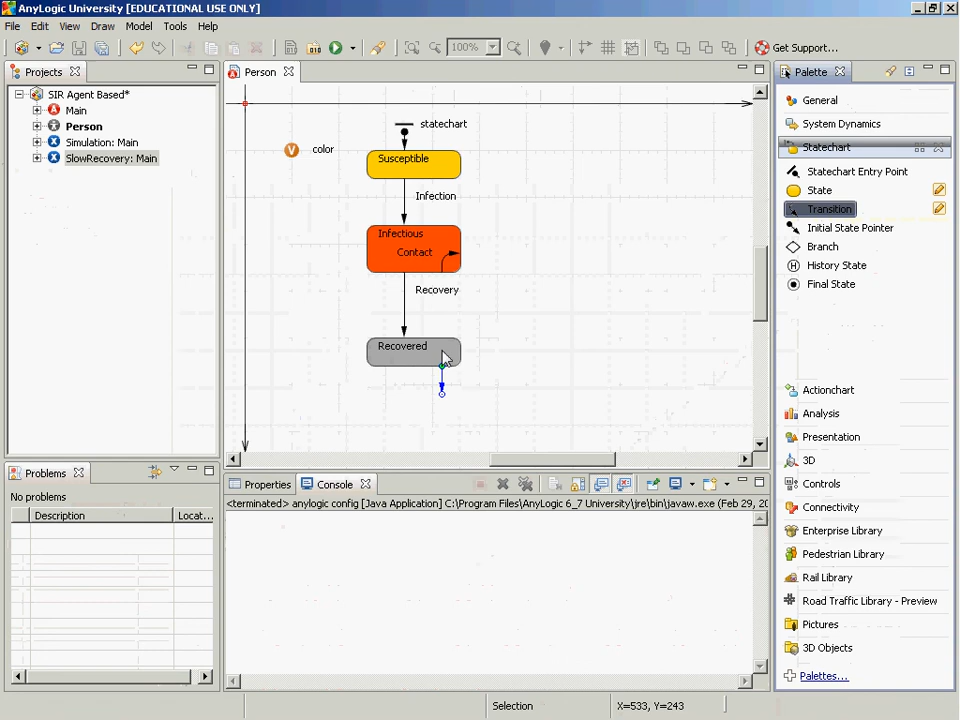 AnyLogic University [EDUCATIONAL USE ONLY]
File Edit View Draw Model Tools Help
100% Get Support...
Projects
Person
Palette
SIR Agent Based*
Main
Person
Simulation: Main
SlowRecovery: Main
statechart
color
Susceptible
Infection
Infectious
Contact
Recovery
Recovered
General
System Dynamics
Statechart
Statechart Entry Point
State
Transition
Initial State Pointer
Branch
History State
Final State
Actionchart
Analysis
Presentation
3D
Controls
Connectivity
Enterprise Library
Pedestrian Library
Rail Library
Road Traffic Library - Preview
Pictures
3D Objects
Palettes...
Problems
No problems
Description Locat...
Properties Console
<terminated> anylogic config [Java Application] C:\Program Files\AnyLogic 6_7 University\jre\bin\javaw.exe (Feb 29, 20
Selection X=533, Y=243